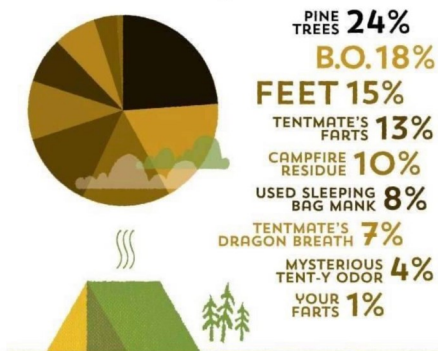 PINE
TREES 24%
B.O. 18%
FEET 15%
TENTMATE'S
FARTS 13%
CAMPFIRE
RESIDUE 10%
USED SLEEPING
BAG MANK 8%
TENTMATE'S
DRAGON BREATH 7%
MYSTERIOUS
TENT-Y ODOR 4%
YOUR
FARTS 1%